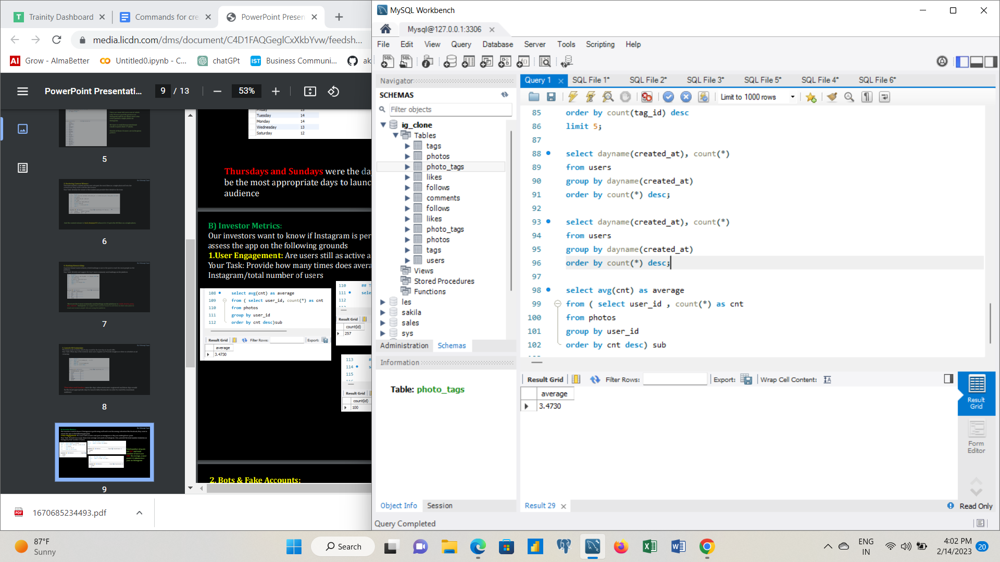 Trainity Dashboard
Commands for cre
PowerPoint Presen
media.licdn.com/dms/document/C4D1FAQGeglCxXkbYvw/feedsh...
Grow - AlmaBetter
Untitled0.ipynb - C...
chatGPt
Business Communi...
ak
PowerPoint Presentati...
9 / 13
53%
5
6
7
8
9
Tuesday 14
Monday 14
Wednesday 13
Saturday 12
Thursdays and Sundays were the day
be the most appropriate days to launc
audience
B) Investor Metrics:
Our investors want to know if Instagram is per
assess the app on the following grounds
1.User Engagement: Are users still as active a
Your Task: Provide how many times does avera
Instagram/total number of users
108 select avg(cnt) as average
109 from ( select user_id, count(*) as cnt
110 from photos
111 group by user_id
112 order by cnt desc)sub
Result Grid Filter Rows: Export:
average
3.4730
110 ## T
111 sele
112
Result Grid
count(id)
257
113 #
114 s
115
Result Grid
count(id)
100
2. Bots & Fake Accounts:
1670685234493.pdf
MySQL Workbench
Mysql@127.0.0.1:3306
File Edit View Query Database Server Tools Scripting Help
Navigator
SCHEMAS
Filter objects
ig_clone
Tables
tags
photos
photo_tags
likes
follows
comments
follows
likes
photo_tags
photos
tags
users
Views
Stored Procedures
Functions
les
sakila
sales
sys
Administration Schemas
Information
Table: photo_tags
Object Info Session
Query Completed
Query 1 SQL File 1* SQL File 2* SQL File 3* SQL File 5* SQL File 4* SQL File 6*
Limit to 1000 rows
85 order by count(tag_id) desc
86 limit 5;
87
88 select dayname(created_at), count(*)
89 from users
90 group by dayname(created_at)
91 order by count(*) desc;
92
93 select dayname(created_at), count(*)
94 from users
95 group by dayname(created_at)
96 order by count(*) desc;
97
98 select avg(cnt) as average
99 from ( select user_id , count(*) as cnt
100 from photos
101 group by user_id
102 order by cnt desc) sub
Result Grid Filter Rows: Export: Wrap Cell Content:
average
3.4730
Result
Grid
Form
Editor
Result 29
Read Only
87°F
Sunny
Search
ENG
IN
4:02 PM
2/14/2023
20